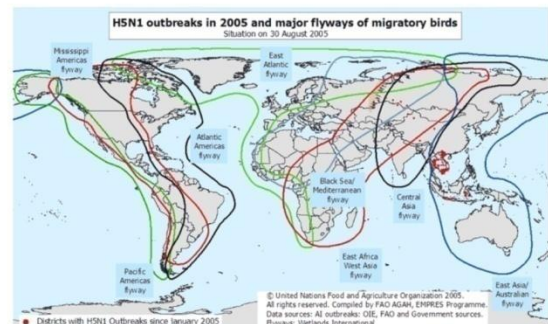 H5N1 outbreaks in 2005 and major flyways of migratory birds
Situation on 30 August 2005
Mississippi
Americas
flyway
East
Atlantic
flyway
Atlantic
Americas
flyway
Black Sea/
Mediterranean
flyway
Central
Asia
flyway
East Africa
West Asia
flyway
Pacific
Americas
flyway
East Asia/
Australian
flyway
Districts with H5N1 Outbreaks since January 2005
© United Nations Food and Agriculture Organization 2005.
All rights reserved. Compiled by FAO AGAH, EMPRES Programme.
Data sources: AI outbreaks: OIE, FAO and Government sources.
Flyways: Wetlands International